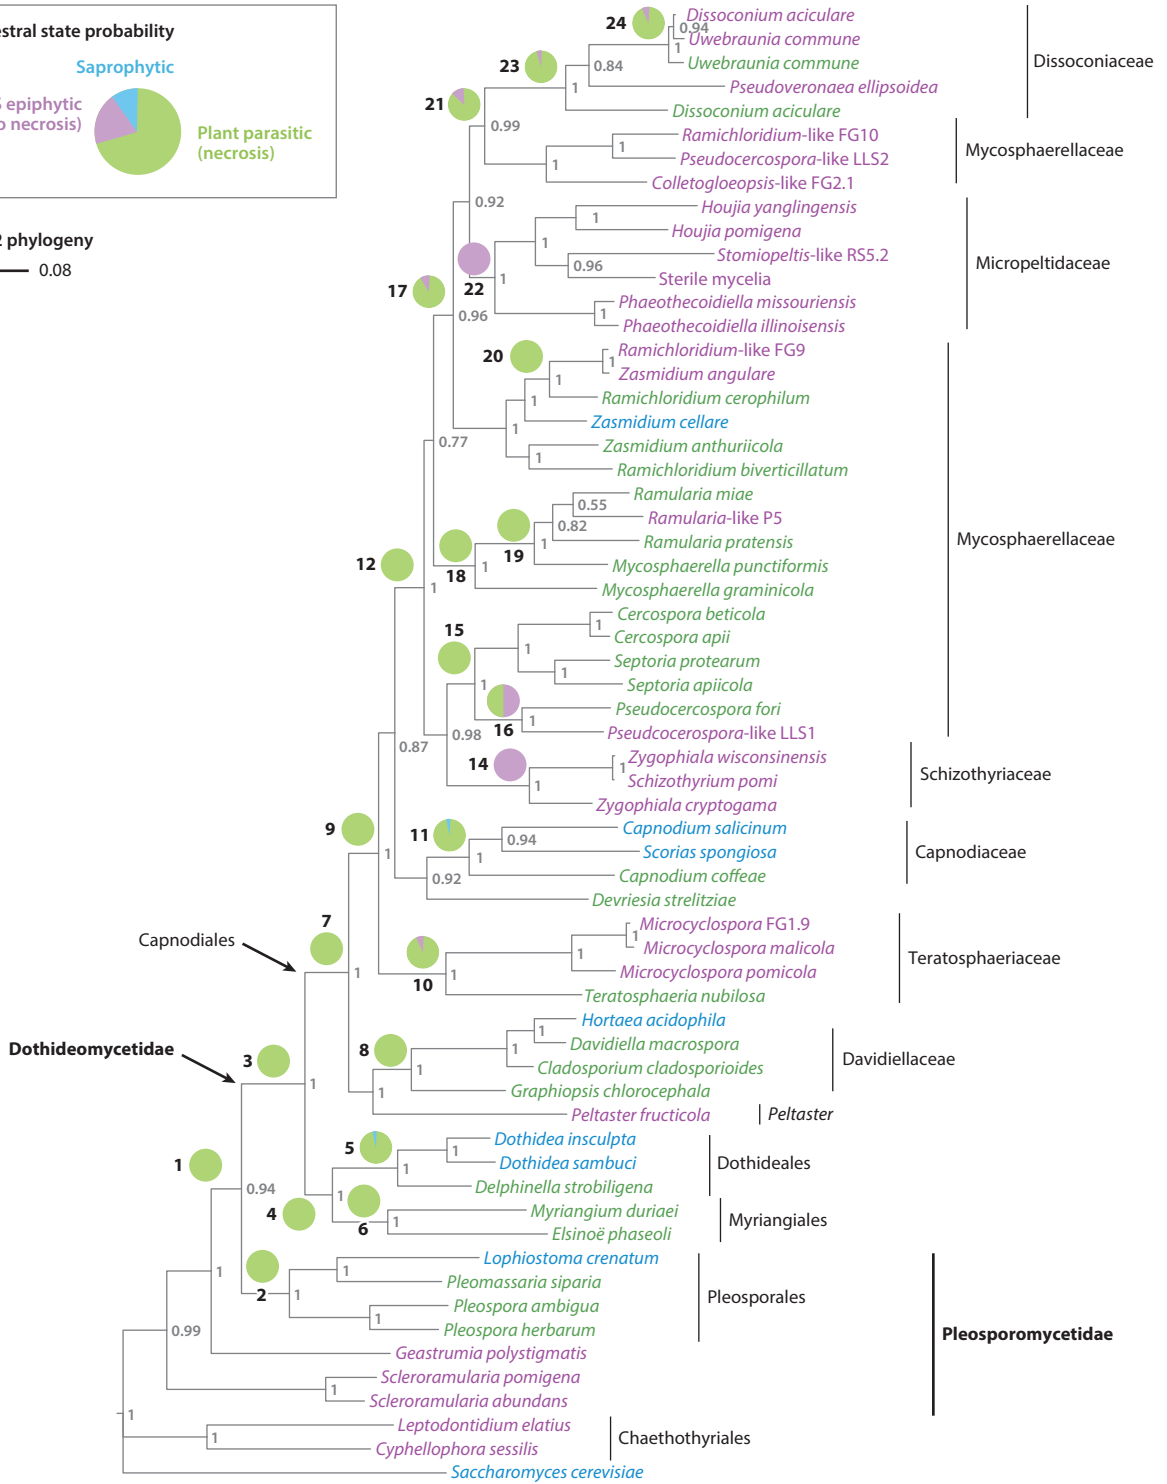 estral state probability
Saprophytic
epiphytic
necrosis)
Plant parasitic
(necrosis)
phylogeny
0.08
24
Dissoconium aciculare
0.94
Uwebraunia commune
1
23
Uwebraunia commune
0.84
Pseudoveronaea ellipsoidea
1
Dissoconium aciculare
Dissoconiaceae
21
0.99
Ramichloridium-like FG10
1
Pseudocercospora-like LLS2
1
Colletogloeopsis-like FG2.1
Mycosphaerellaceae
0.92
Houjia yanglingensis
1
Houjia pomigena
1
Stomiopeltis-like RS5.2
0.96
Sterile mycelia
22
1
Phaeothecoidiella missouriensis
1
Phaeothecoidiella illinoisensis
Micropeltidaceae
17
0.96
20
Ramichloridium-like FG9
1
Zasmidium angulare
1
Ramichloridium cerophilum
1
Zasmidium cellare
1
Zasmidium anthuriicola
1
Ramichloridium biverticillatum
0.77
Ramularia miae
0.55
Ramularia-like P5
0.82
Ramularia pratensis
19
1
Mycosphaerella punctiformis
18
1
Mycosphaerella graminicola
Mycosphaerellaceae
12
1
Cercospora beticola
1
Cercospora apii
15
1
Septoria protearum
1
Septoria apiicola
1
Pseudocercospora fori
16
1
Pseudcocerospora-like LLS1
0.98
0.87
14
Zygophiala wisconsinensis
1
Schizothyrium pomi
1
Zygophiala cryptogama
Schizothyriaceae
9
1
11
Capnodium salicinum
0.94
Scorias spongiosa
1
Capnodium coffeae
0.92
Devriesia strelitziae
Capnodiaceae
7
Capnodiales
1
Microcyclospora FG1.9
1
Microcyclospora malicola
1
Microcyclospora pomicola
10
1
Teratosphaeria nubilosa
Teratosphaeriaceae
Dothideomycetidae
3
1
8
Hortaea acidophila
1
Davidiella macrospora
1
Cladosporium cladosporioides
1
Graphiopsis chlorocephala
1
Peltaster fructicola
Davidiellaceae
Peltaster
1
0.94
5
Dothidea insculpta
1
Dothidea sambuci
1
Delphinella strobiligena
Dothideales
4
1
6
Myriangium duriaei
1
Elsinoë phaseoli
Myriangiales
2
1
Lophiostoma crenatum
1
Pleomassaria siparia
Pleospora ambigua
1
Pleospora herbarum
Pleosporales
Pleosporomycetidae
1
0.99
Geastrumia polystigmatis
Scleroramularia pomigena
1
Scleroramularia abundans
1
Leptodontidium elatius
1
Cyphellophora sessilis
Chaethothyriales
Saccharomyces cerevisiae